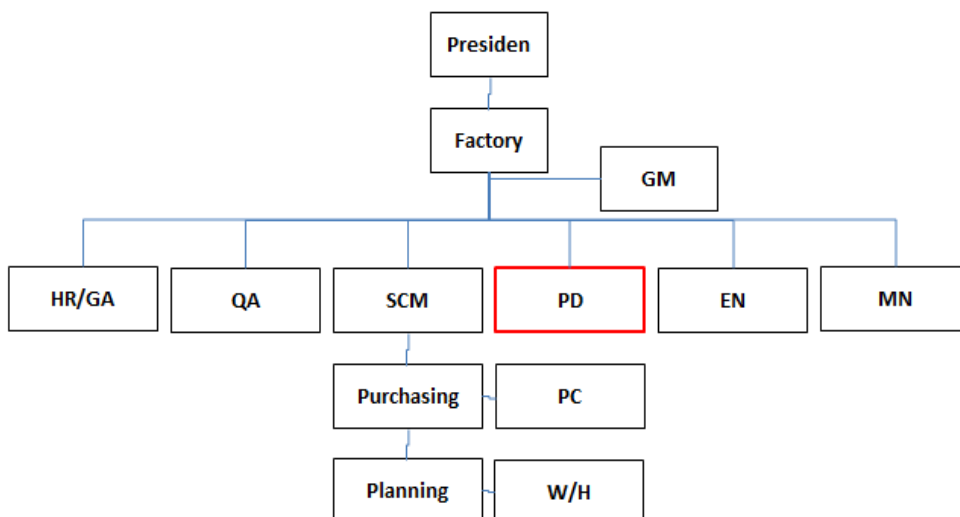 Presiden
Factory
GM
HR/GA
QA
SCM
PD
EN
MN
Purchasing
PC
Planning
W/H